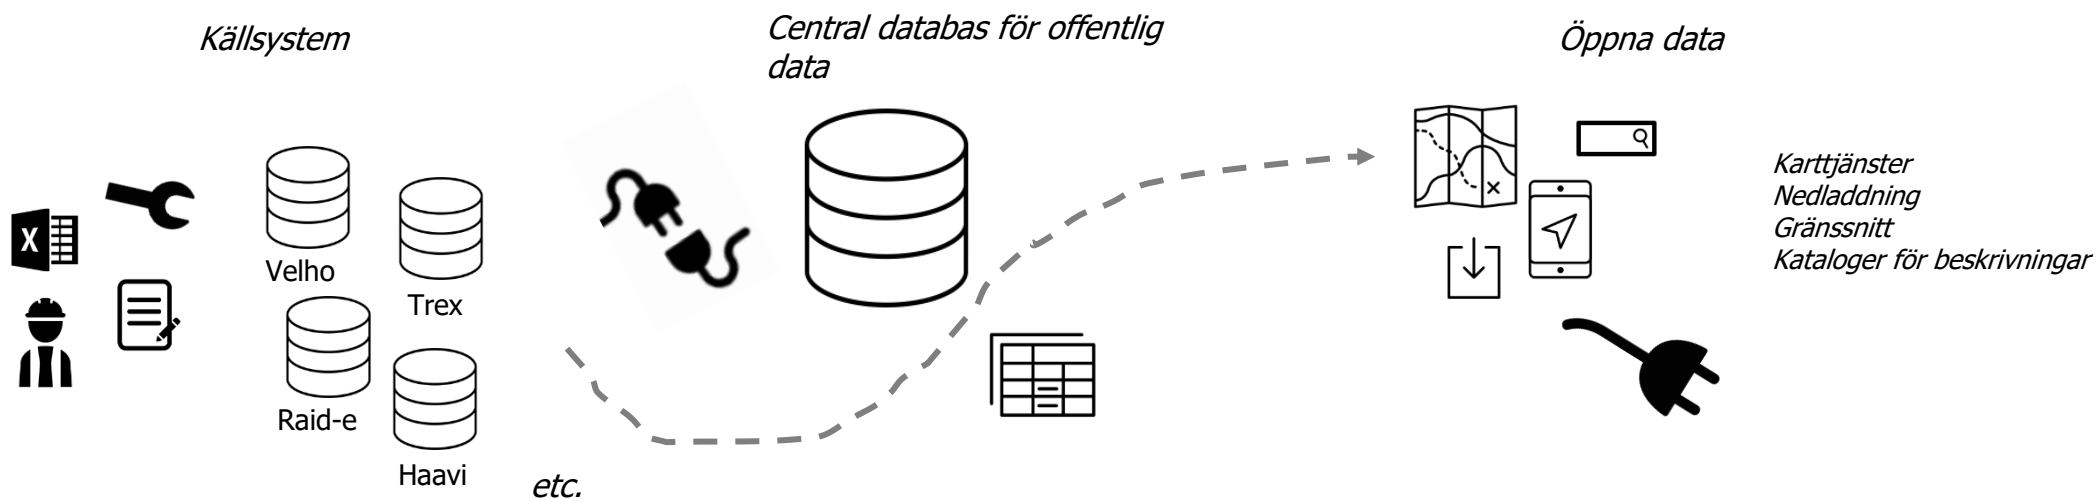 Källsystem
Central databas för offentlig
data
Öppna data
X
Velho
Trex
Raid-e
Haavi
etc.
Karttjänster
Nedladdning
Gränssnitt
Kataloger för beskrivningar